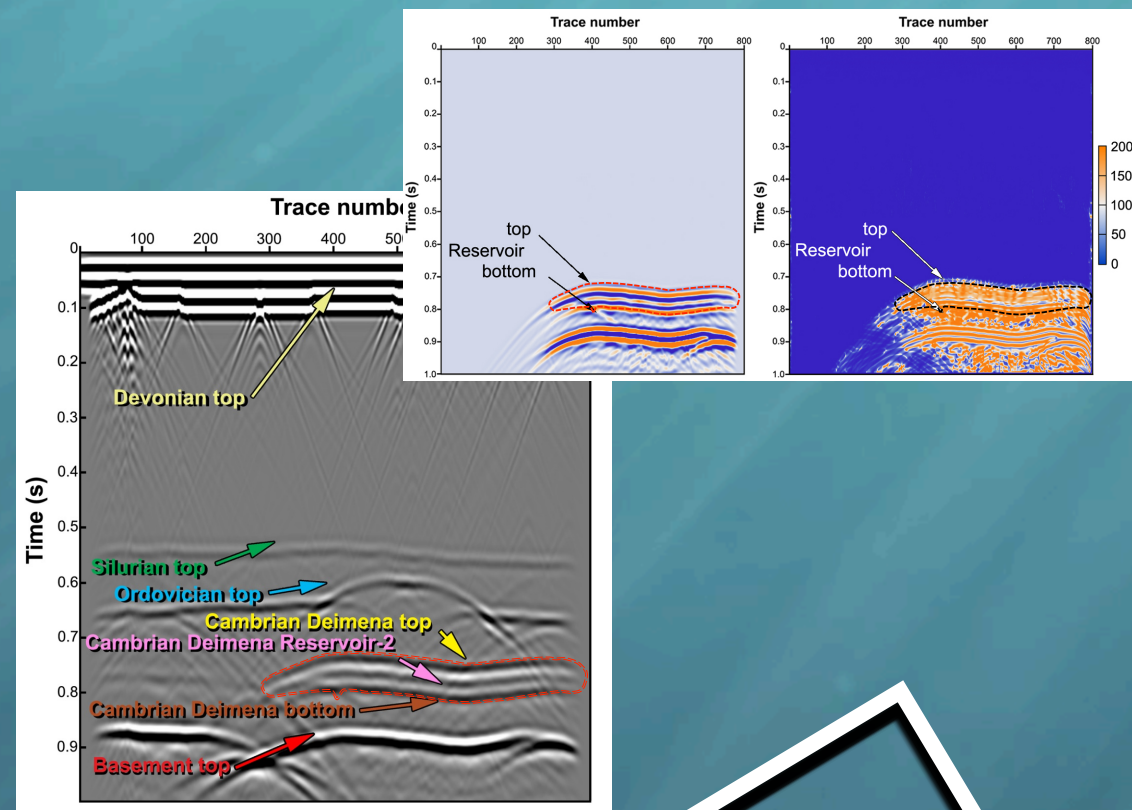 Trace number
0 100 200 300 400 500 600 700 800
0
0.1
0.2
0.3
0.4
0.5
0.6
0.7
0.8
0.9
1.0
Time (s)
top
Reservoir
bottom
Trace number
0 100 200 300 400 500 600 700 800
0
0.1
0.2
0.3
0.4
0.5
0.6
0.7
0.8
0.9
1.0
Time (s)
top
Reservoir
bottom
200
150
100
50
0
Trace numbe
0 100 200 300 400 50
0.1
0.2
0.3
0.4
0.5
0.6
0.7
0.8
0.9
Time (s)
Devonian top
Silurian top
Ordovician top
Cambrian Deimena top
Cambrian Deimena Reservoir-2
Cambrian Deimena bottom
Basement top